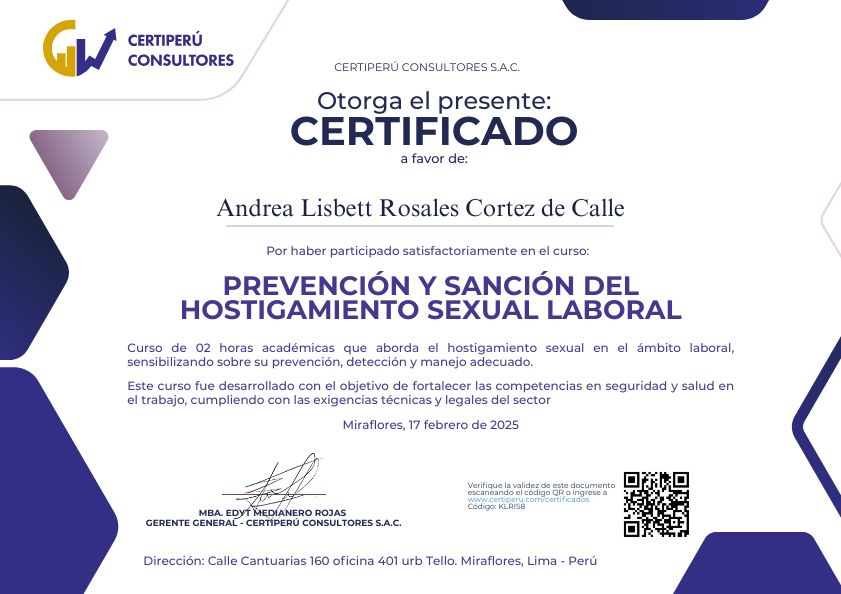 CERTIPERÚ
CONSULTORES
CERTIPERÚ CONSULTORES S.A.C.
Otorga el presente:
CERTIFICADO
a favor de:
Andrea Lisbett Rosales Cortez de Calle
Por haber participado satisfactoriamente en el curso:
PREVENCIÓN Y SANCIÓN DEL
HOSTIGAMIENTO SEXUAL LABORAL
Curso de 02 horas académicas que aborda el hostigamiento sexual en el ámbito laboral,
sensibilizando sobre su prevención, detección y manejo adecuado.
Este curso fue desarrollado con el objetivo de fortalecer las competencias en seguridad y salud en
el trabajo, cumpliendo con las exigencias técnicas y legales del sector
Miraflores, 17 febrero de 2025
MBA. EDYT MEDIANERO ROJAS
GERENTE GENERAL - CERTIPERÚ CONSULTORES S.A.C.
Verifique la validez de este documento
escaneando el código QR o ingrese a
www.certiperu.com/certificados
Código: KLRIS8
Dirección: Calle Cantuarias 160 oficina 401 urb Tello. Miraflores, Lima - Perú